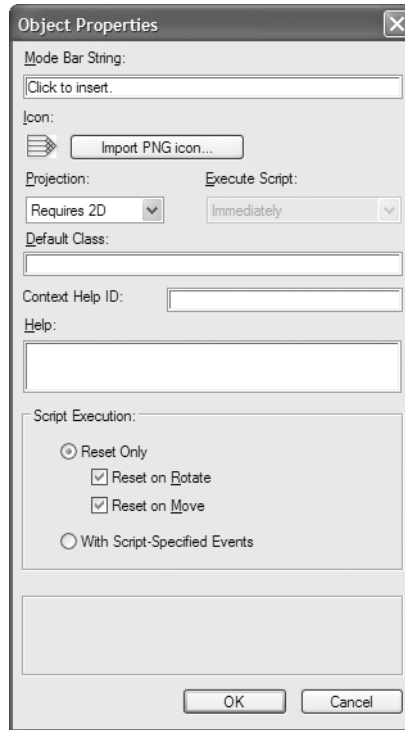 Object Properties
Mode Bar String:
Click to insert.
Icon:
Import PNG icon...
Projection: Execute Script:
Requires 2D Immediately
Default Class:
Context Help ID:
Help:
Script Execution:
Reset Only
Reset on Rotate
Reset on Move
With Script-Specified Events
OK Cancel